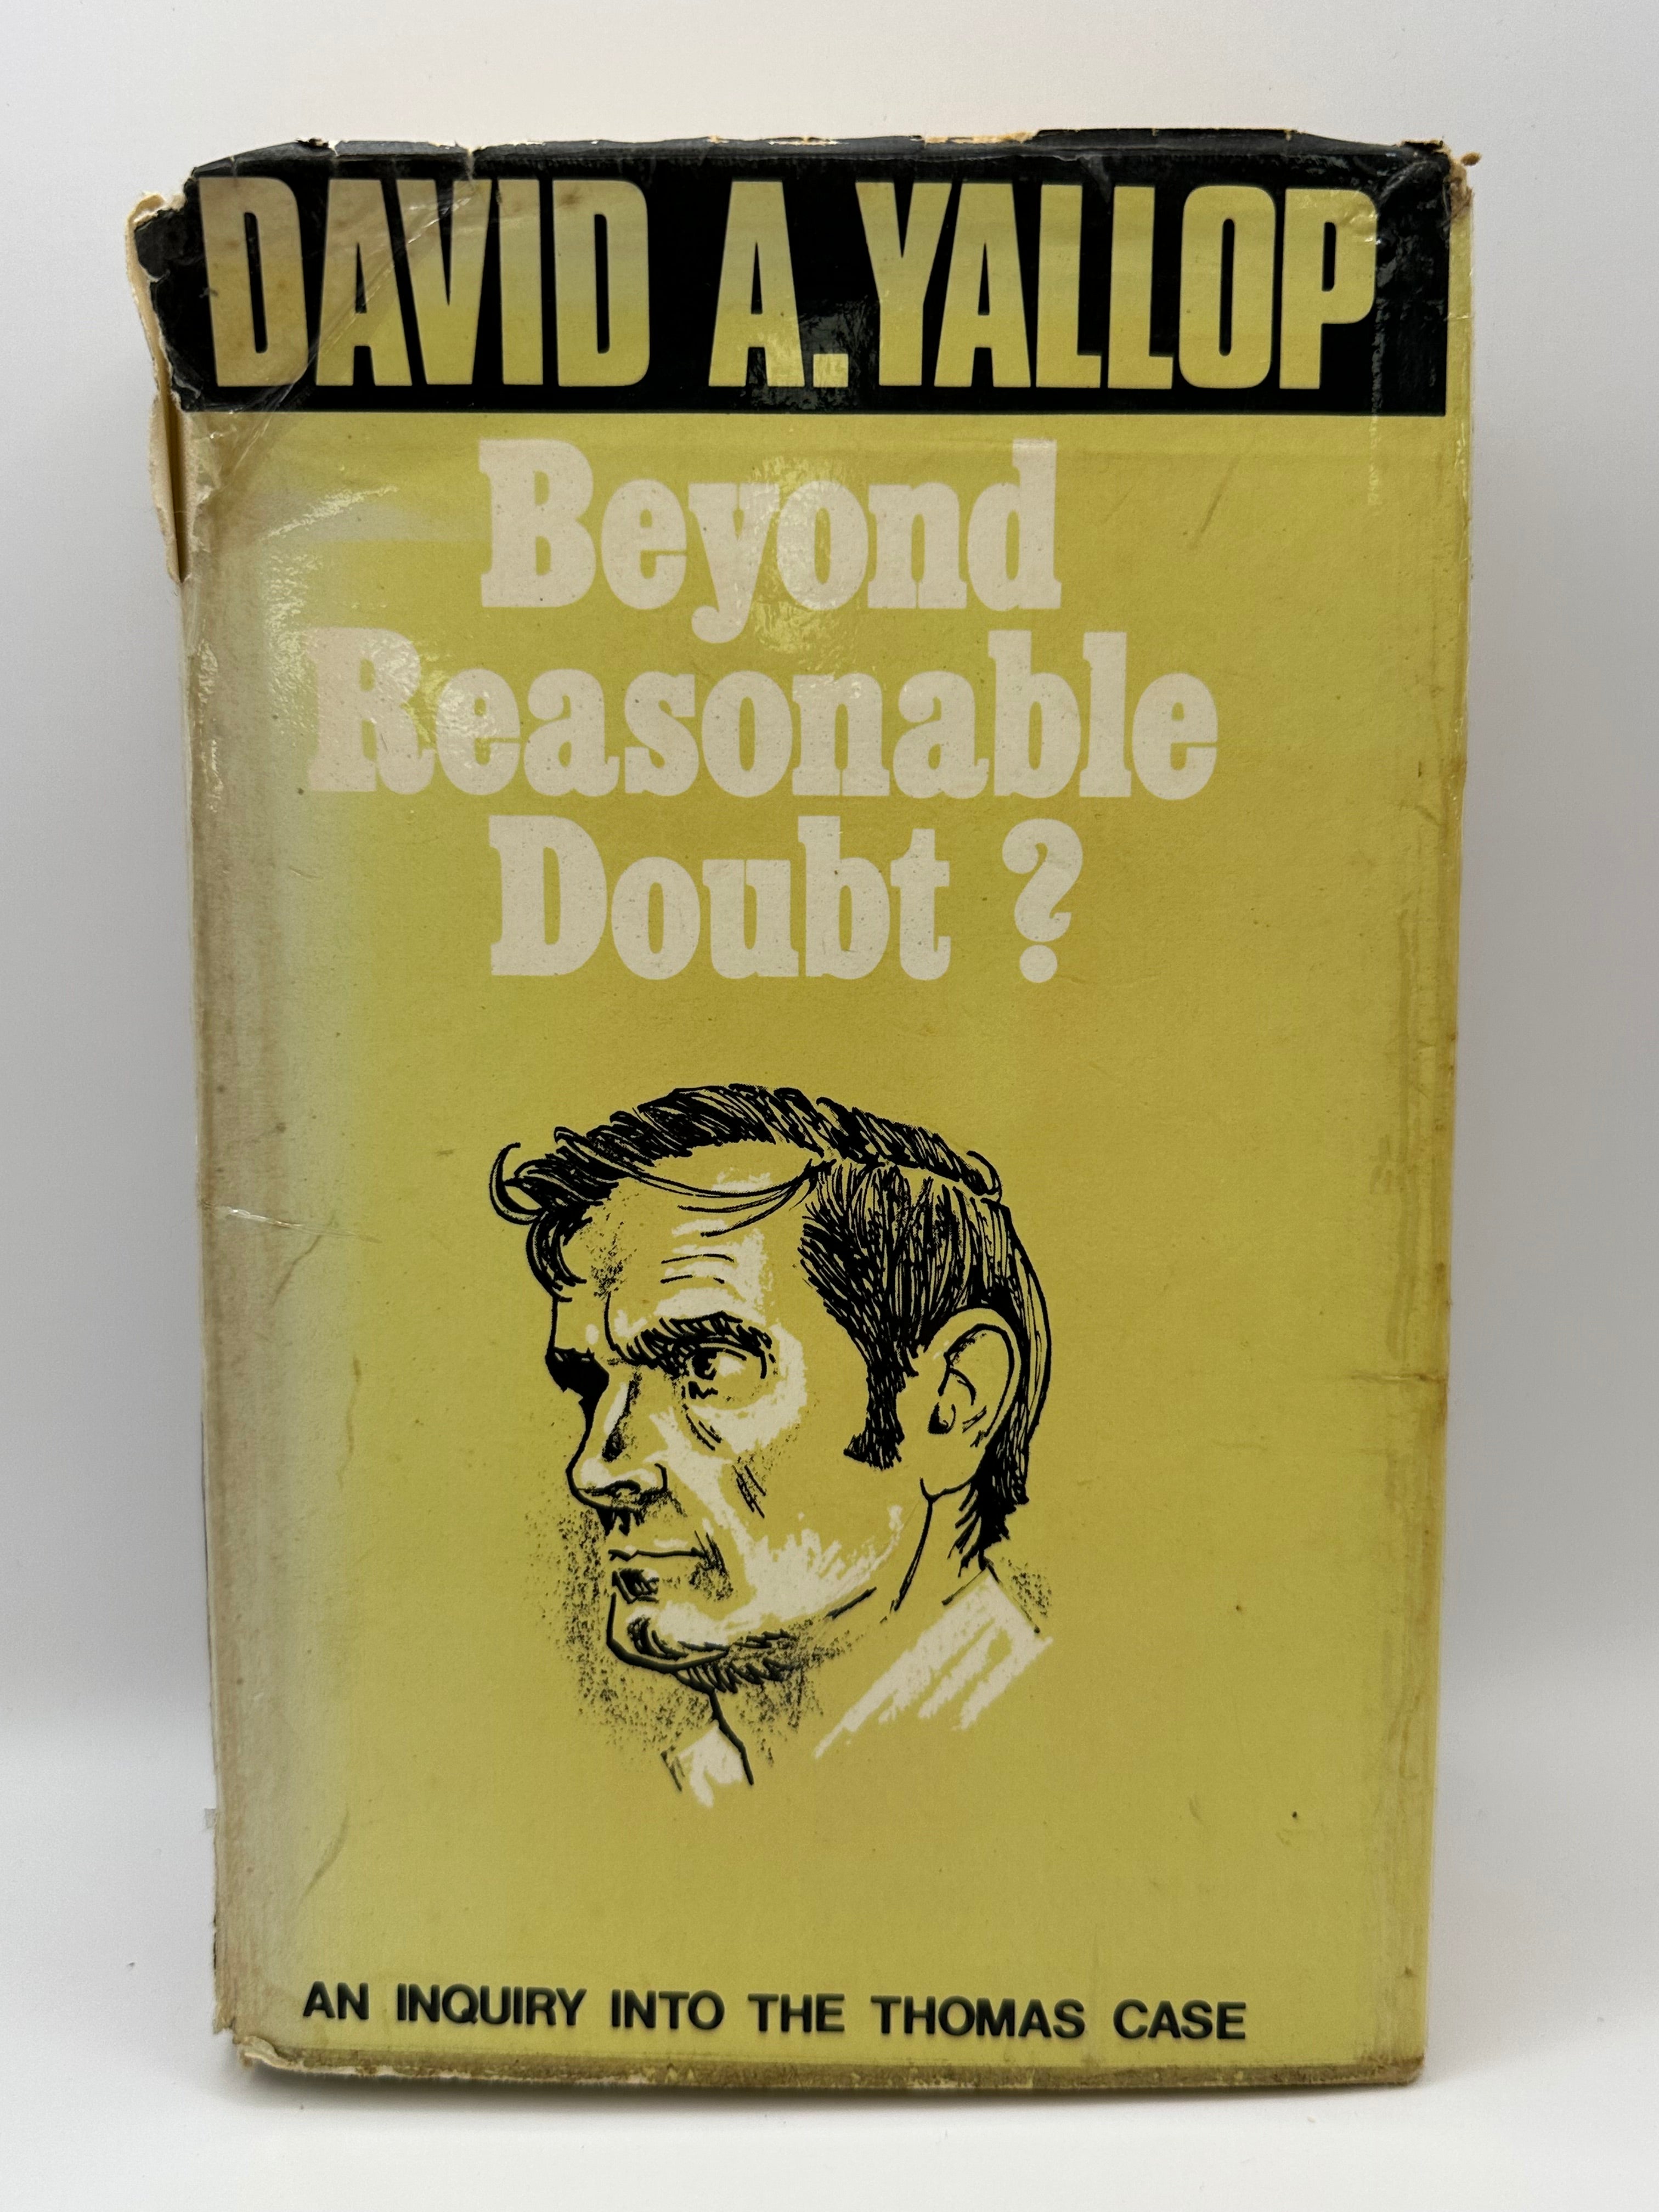 DAVID A. YALLOP
Beyond
Reasonable
Doubt ?
AN INQUIRY INTO THE THOMAS CASE